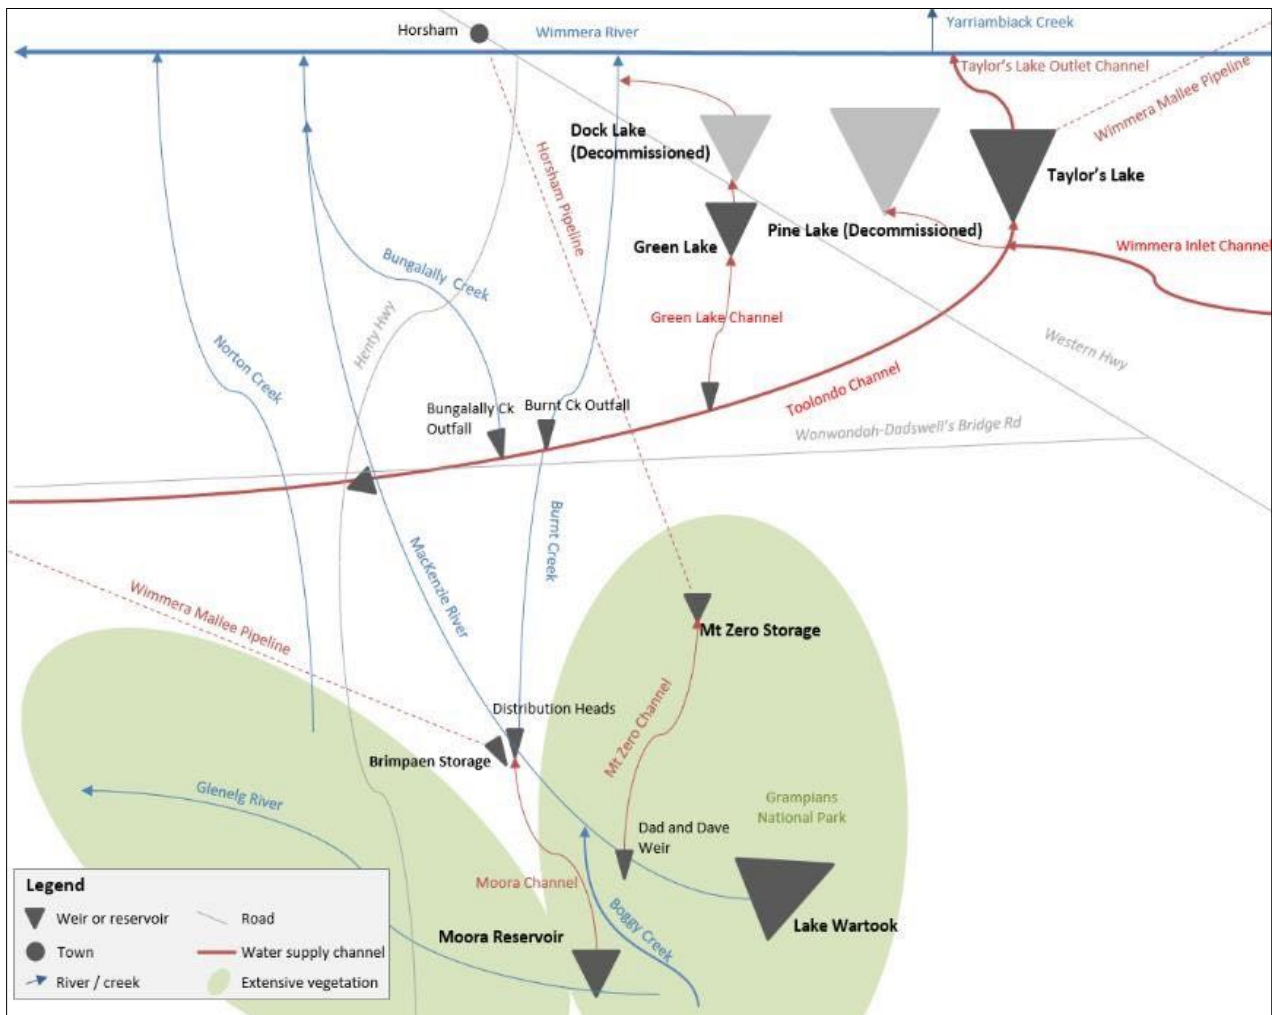 Horsham
Wimmera River
Yarriambiack Creek
Taylor's Lake Outlet Channel
Wimmera Mallee Pipeline
Dock Lake
(Decommissioned)
Horsham Pipeline
Taylor's Lake
Green Lake
Pine Lake (Decommissioned)
Wimmera Inlet Channel
Bungalally Creek
Green Lake Channel
Henty Hwy
Norton Creek
Western Hwy
Toolondo Channel
Bungalally Ck
Outfall
Burnt Ck Outfall
Wonwondah-Dadswell's Bridge Rd
Burnt Creek
MacKenzie River
Wimmera Mallee Pipeline
Mt Zero Storage
Distribution Heads
Mt Zero Channel
Brimpaen Storage
Glenelg River
Grampians
National Park
Dad and Dave
Weir
Moora Channel
Boggy Creek
Lake Wartook
Moora Reservoir
Legend
Weir or reservoir
Road
Town
Water supply channel
River / creek
Extensive vegetation